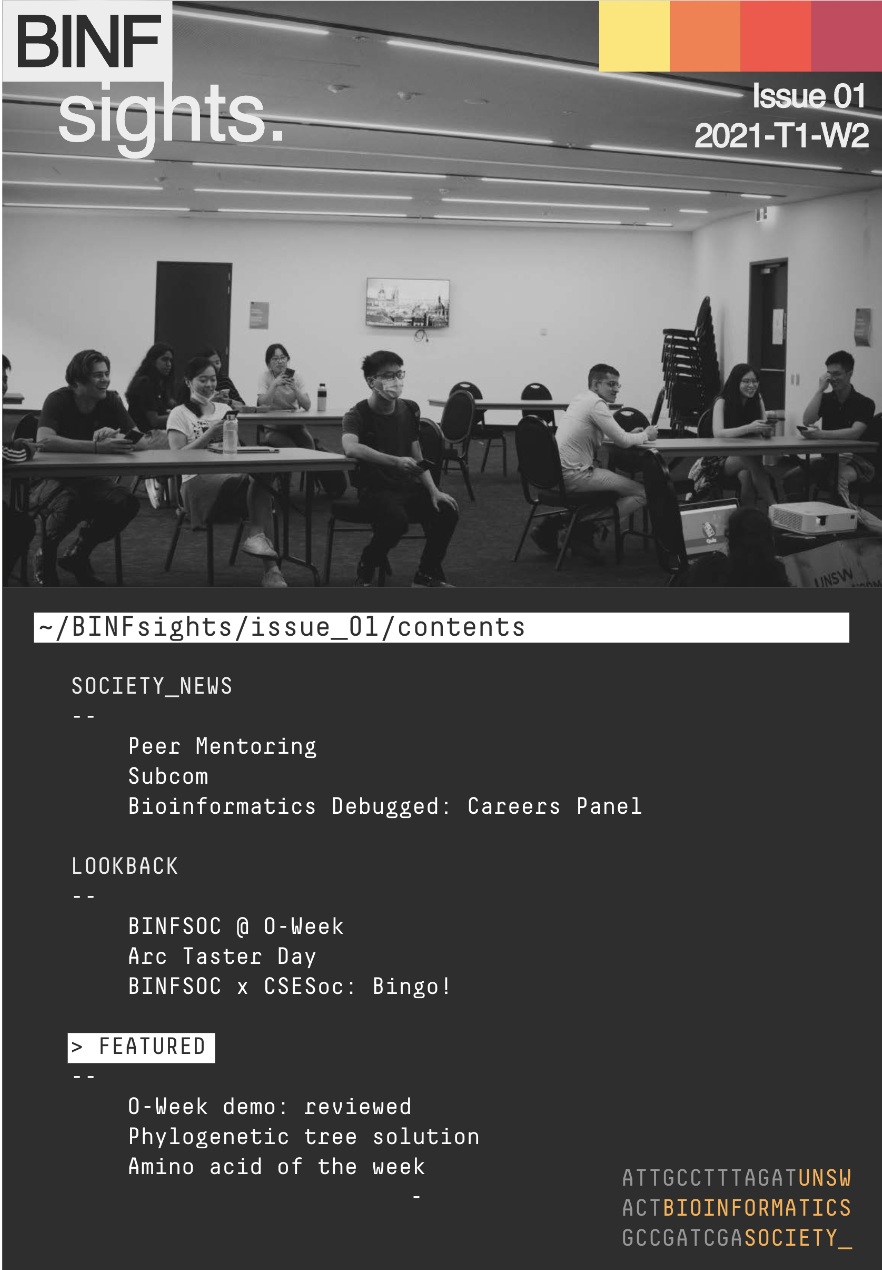 BINF
sights.
Issue 01
2021-T1-W2
UNSW
~/BINFsights/issue_01/contents
SOCIETY_NEWS
--
Peer Mentoring
Subcom
Bioinformatics Debugged: Careers Panel
LOOKBACK
--
BINFSOC @ O-Week
Arc Taster Day
BINFSOC x CSESoc: Bingo!
> FEATURED
--
O-Week demo: reviewed
Phylogenetic tree solution
Amino acid of the week
-
ATTGCCTTTAGATUNSW
ACTBIOINFORMATICS
GCCGATCGASOCIETY_